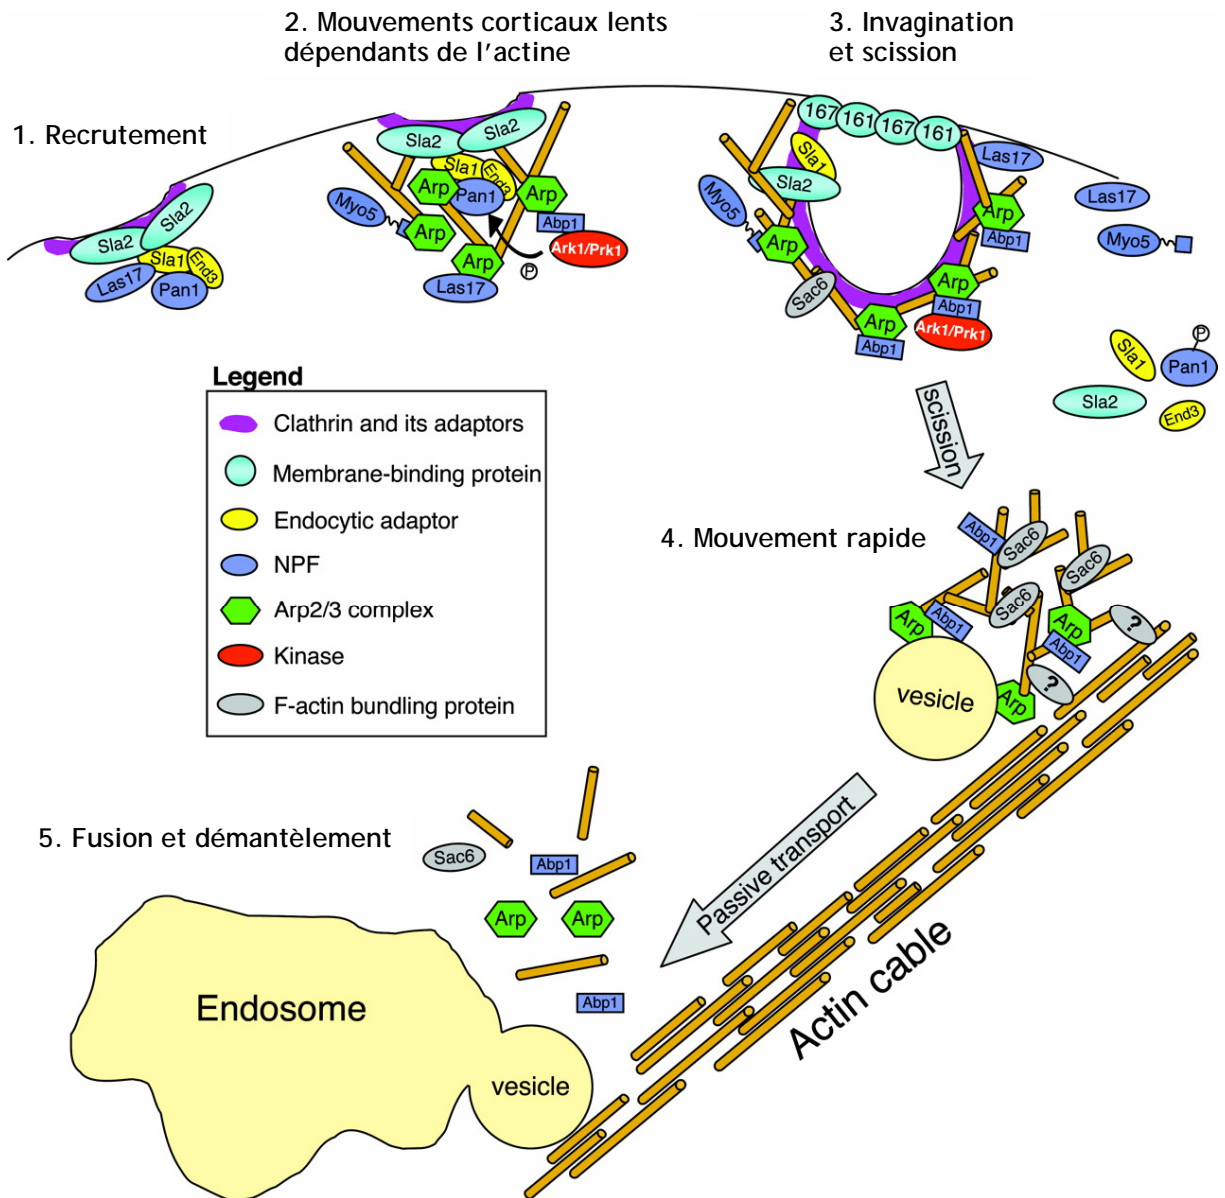 2. Mouvements corticaux lents
dépendants de l'actine
3. Invagination
et scission
1. Recrutement
Sla2
Sla2
Sla1
End3
Las17
Pan1
Sla2
Sla2
Sla1
End3
Arp
Pan1
Arp
Myo5
Arp
Abp1
Ark1/Prk1
Arp
P
Las17
167
161
167
161
Sla1
Las17
Sla2
Myo5
Arp
Arp
Abp1
Sac6
Arp
Abp1
Arp
Ark1/Prk1
Abp1
Las17
Myo5
P
Sla1
Pan1
Sla2
End3
Legend
Clathrin and its adaptors
Membrane-binding protein
Endocytic adaptor
NPF
Arp2/3 complex
Kinase
F-actin bundling protein
scission
4. Mouvement rapide
Abp1
Sac6
Sac6
Sac6
Arp
Abp1
Arp
?
Abp1
?
Arp
vesicle
Passive transport
Actin cable
5. Fusion et démantèlement
Sac6
Abp1
Arp
Arp
Abp1
Endosome
vesicle